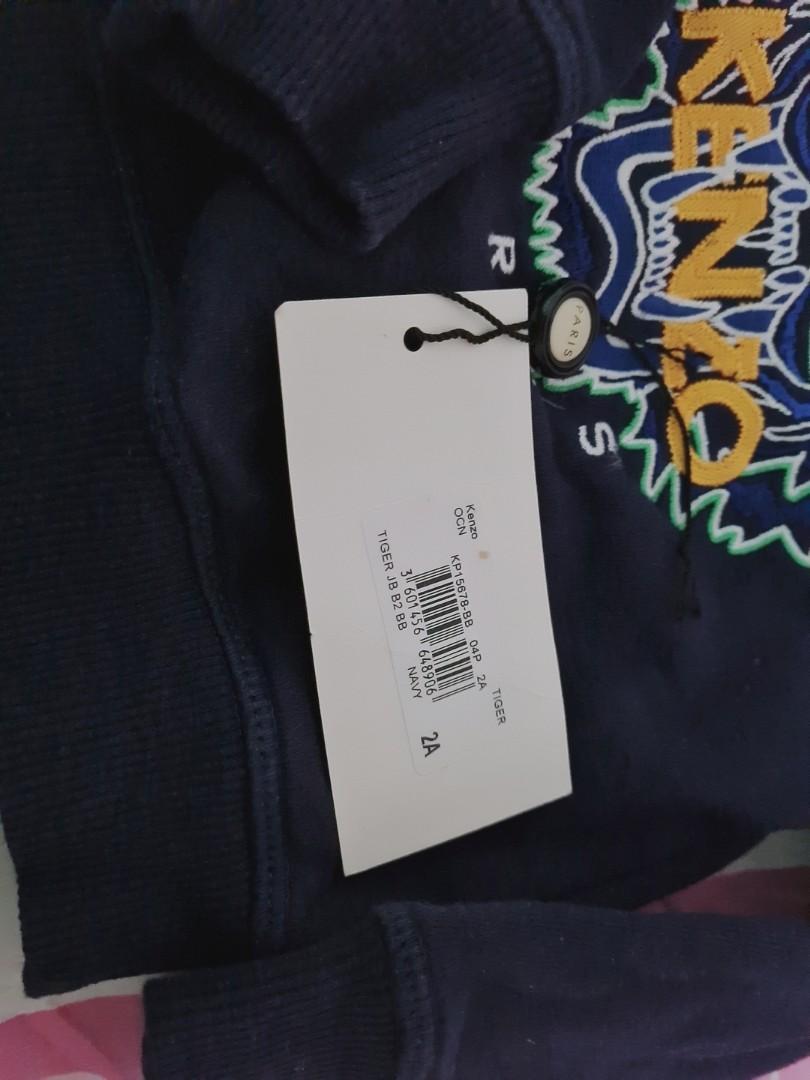 KENZO
R
S
PARIS
TIGER
Kenzo
OCN
KP15678-BB 04P 2A
3 601456 648906
NAVY
TIGER JB B2 BB
2A